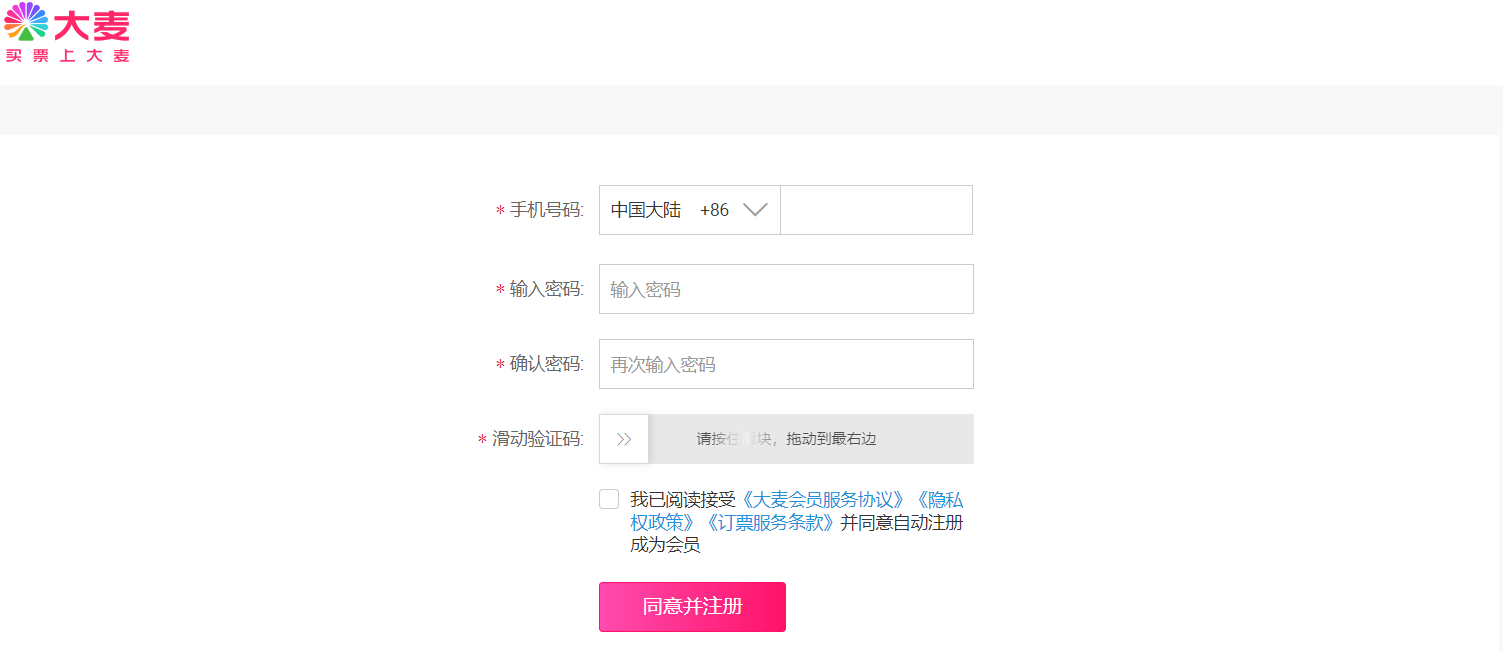 大麦
买票上大麦
* 手机号码: 中国大陆 +86
* 输入密码: 输入密码
* 确认密码: 再次输入密码
* 滑动验证码: 请按住滑块，拖动到最右边
我已阅读接受《大麦会员服务协议》《隐私
权政策》《订票服务条款》并同意自动注册
成为会员
同意并注册